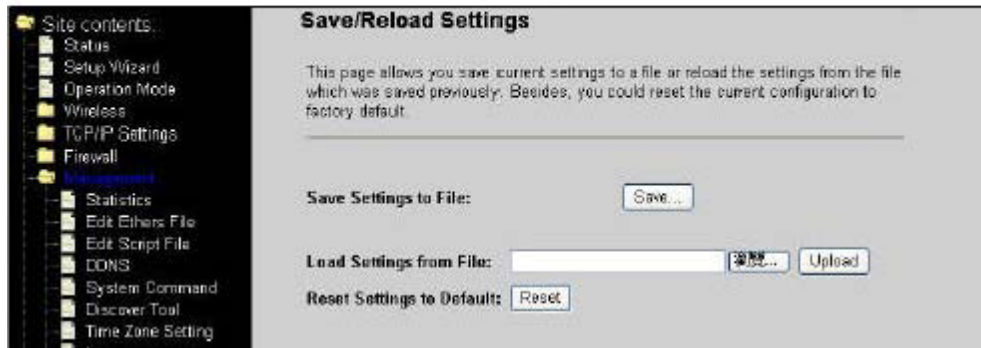 Site contents:
Status
Setup Wizard
Operation Mode
Wireless
TCP/IP Settings
Firewall
Management
Statistics
Edit Ethers File
Edit Script File
DDNS
System Command
Discover Tool
Time Zone Setting
Save/Reload Settings
This page allows you save current settings to a file or reload the settings from the file
which was saved previously. Besides, you could reset the current configuration to
factory default.
Save Settings to File: Save...
Load Settings from File: 瀏覽... Upload
Reset Settings to Default: Reset